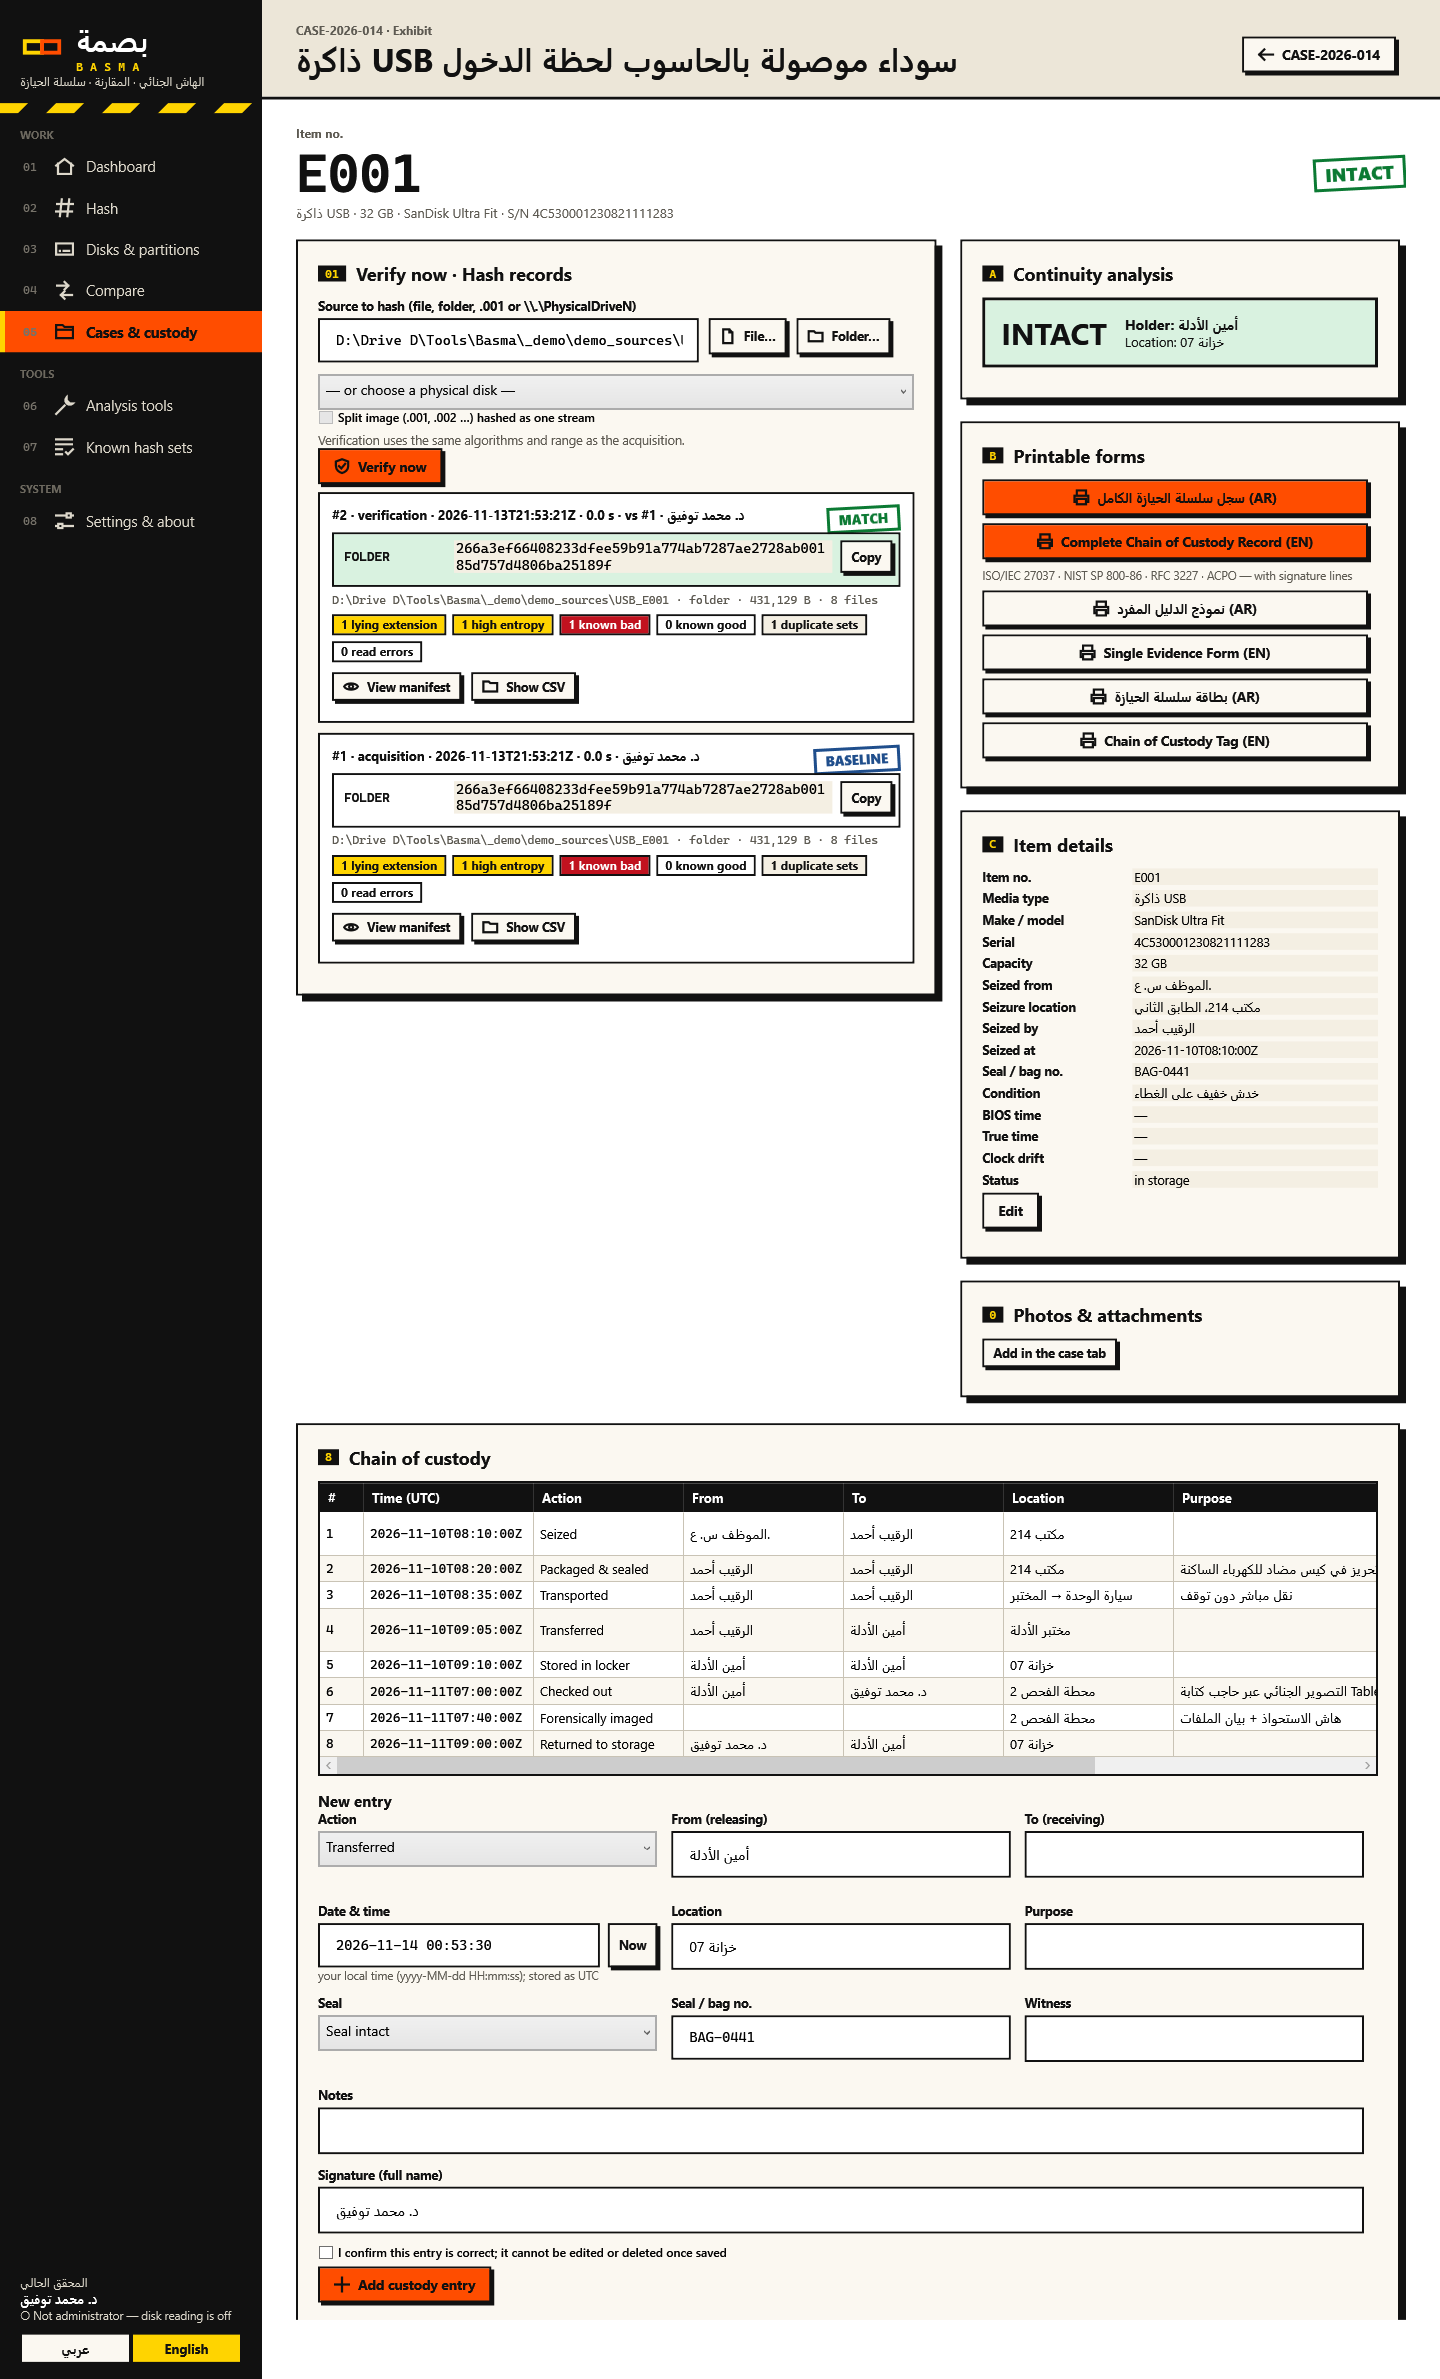 بصمة
BASMA
الهاش الجنائي · المقارنة · سلسلة الحيازة
WORK
01 Dashboard
02 Hash
03 Disks & partitions
04 Compare
05 Cases & custody
TOOLS
06 Analysis tools
07 Known hash sets
SYSTEM
08 Settings & about
المحقق الحالي
د. محمد توفيق
Not administrator — disk reading is off
عربي English
CASE-2026-014 · Exhibit
ذاكرة USB سوداء موصولة بالحاسوب لحظة الدخول
CASE-2026-014
Item no.
E001
INTACT
ذاكرة USB · 32 GB · SanDisk Ultra Fit · S/N 4C530001230821111283
01 Verify now · Hash records
Source to hash (file, folder, .001 or \\.\PhysicalDriveN)
D:\Drive D\Tools\Basma\_demo\demo_sources\
File... Folder...
— or choose a physical disk —
Split image (.001, .002 ...) hashed as one stream
Verification uses the same algorithms and range as the acquisition.
Verify now
#2 · verification · 2026-11-13T21:53:21Z · 0.0 s · vs #1 · د. محمد توفيق
MATCH
FOLDER
266a3ef66408233dfee59b91a774ab7287ae2728ab001
85d757d4806ba25189f
Copy
D:\Drive D\Tools\Basma\_demo\demo_sources\USB_E001 · folder · 431,129 B · 8 files
1 lying extension 1 high entropy 1 known bad 0 known good 1 duplicate sets
0 read errors
View manifest Show CSV
#1 · acquisition · 2026-11-13T21:53:21Z · 0.0 s · د. محمد توفيق
BASELINE
FOLDER
266a3ef66408233dfee59b91a774ab7287ae2728ab001
85d757d4806ba25189f
Copy
D:\Drive D\Tools\Basma\_demo\demo_sources\USB_E001 · folder · 431,129 B · 8 files
1 lying extension 1 high entropy 1 known bad 0 known good 1 duplicate sets
0 read errors
View manifest Show CSV
A Continuity analysis
INTACT
Holder: أمين الأدلة
Location: خزانة 07
B Printable forms
سجل سلسلة الحيازة الكامل (AR)
Complete Chain of Custody Record (EN)
ISO/IEC 27037 · NIST SP 800-86 · RFC 3227 · ACPO — with signature lines
نموذج الدليل المفرد (AR)
Single Evidence Form (EN)
بطاقة سلسلة الحيازة (AR)
Chain of Custody Tag (EN)
C Item details
Item no. E001
Media type ذاكرة USB
Make / model SanDisk Ultra Fit
Serial 4C530001230821111283
Capacity 32 GB
Seized from الموظف س. ع.
Seizure location مكتب 214، الطابق الثاني
Seized by الرقيب أحمد
Seized at 2026-11-10T08:10:00Z
Seal / bag no. BAG-0441
Condition خدش خفيف على الغطاء
BIOS time —
True time —
Clock drift —
Status in storage
Edit
0 Photos & attachments
Add in the case tab
8 Chain of custody
# Time (UTC) Action From To Location Purpose
1 2026-11-10T08:10:00Z Seized الموظف س. ع. الرقيب أحمد مكتب 214
2 2026-11-10T08:20:00Z Packaged & sealed الرقيب أحمد الرقيب أحمد مكتب 214 تحريز في كيس مضاد للكهرباء الساكنة
3 2026-11-10T08:35:00Z Transported الرقيب أحمد الرقيب أحمد سيارة الوحدة → المختبر نقل مباشر دون توقف
4 2026-11-10T09:05:00Z Transferred الرقيب أحمد أمين الأدلة مختبر الأدلة
5 2026-11-10T09:10:00Z Stored in locker أمين الأدلة أمين الأدلة خزانة 07
6 2026-11-11T07:00:00Z Checked out أمين الأدلة د. محمد توفيق محطة الفحص 2 التصوير الجنائي عبر حاجب كتابة Table
7 2026-11-11T07:40:00Z Forensically imaged محطة الفحص 2 هاش الاستحواذ + بيان الملفات
8 2026-11-11T09:00:00Z Returned to storage د. محمد توفيق أمين الأدلة خزانة 07
New entry
Action From (releasing) To (receiving)
Transferred أمين الأدلة
Date & time Location Purpose
2026-11-14 00:53:30 Now خزانة 07
your local time (yyyy-MM-dd HH:mm:ss); stored as UTC
Seal Seal / bag no. Witness
Seal intact BAG-0441
Notes
Signature (full name)
د. محمد توفيق
I confirm this entry is correct; it cannot be edited or deleted once saved
Add custody entry